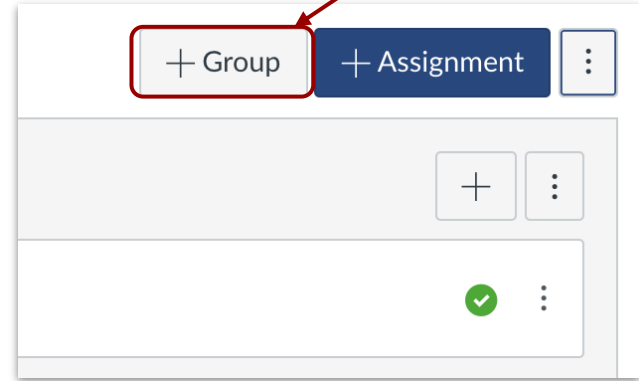 + Group
+ Assignment
+